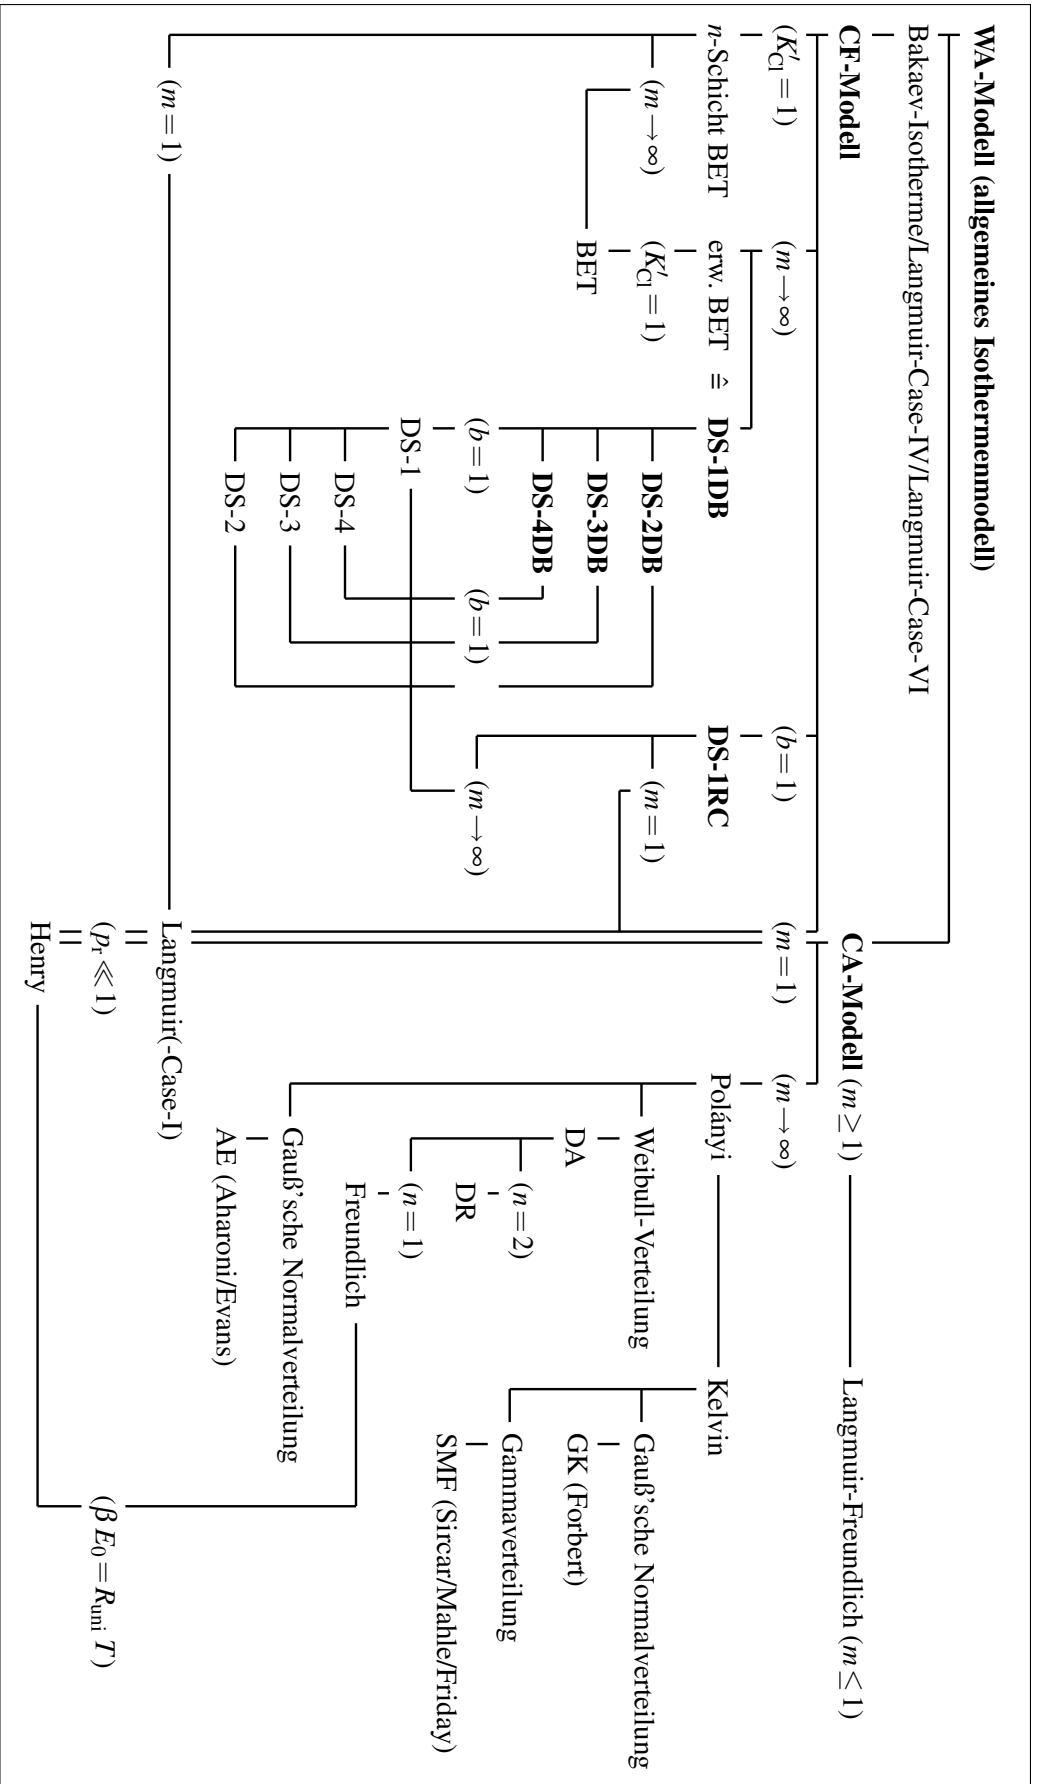 WA-Modell (allgemeines Isothermenmodell)
Bakaev-Isotherme/Langmuir-Case-IV/Langmuir-Case-VI
CF-Modell
CA-Modell (m ≥ 1)
Langmuir-Freundlich (m ≤ 1)
(K′Cl = 1)
(m → ∞)
(b = 1)
(m = 1)
(m → ∞)
n-Schicht BET
erw. BET ≙ DS-1DB
DS-1RC
Polányi
Kelvin
(m → ∞)
(K′Cl = 1)
DS-2DB
(m = 1)
Weibull-Verteilung
Gauß'sche Normalverteilung
BET
DS-3DB
DA
GK (Forbert)
DS-4DB
(n = 2)
Gammaverteilung
(b = 1)
(b = 1)
(m → ∞)
DR
SMF (Sircar/Mahle/Friday)
DS-1
(n = 1)
DS-4
Freundlich
DS-3
Gauß'sche Normalverteilung
DS-2
AE (Aharoni/Evans)
(m = 1)
Langmuir(-Case-I)
(pr ≪ 1)
(β E0 = Runi T)
Henry